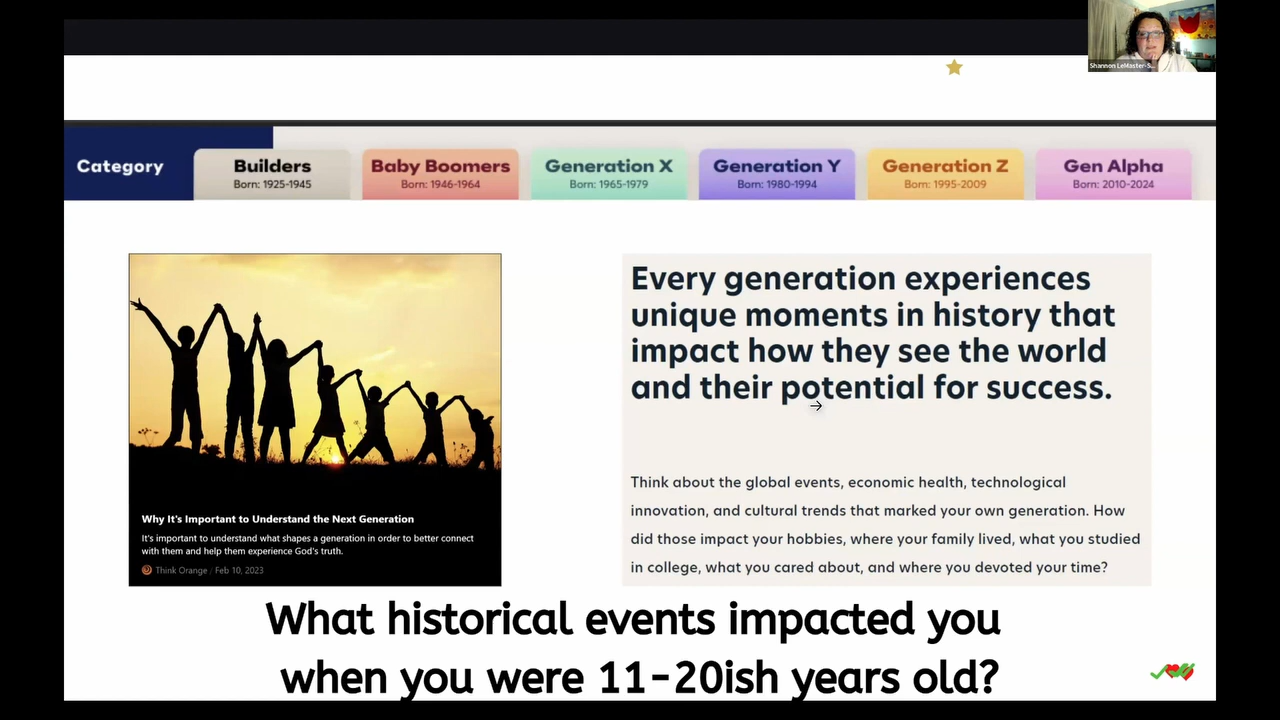 Shannon LeMaster-S...
Category
Builders
Born: 1925-1945
Baby Boomers
Born: 1946-1964
Generation X
Born: 1965-1979
Generation Y
Born: 1980-1994
Generation Z
Born: 1995-2009
Gen Alpha
Born: 2010-2024
Why It's Important to Understand the Next Generation
It's important to understand what shapes a generation in order to better connect
with them and help them experience God's truth.
Think Orange | Feb 10, 2023
Every generation experiences
unique moments in history that
impact how they see the world
and their potential for success.
Think about the global events, economic health, technological
innovation, and cultural trends that marked your own generation. How
did those impact your hobbies, where your family lived, what you studied
in college, what you cared about, and where you devoted your time?
What historical events impacted you
when you were 11-20ish years old?